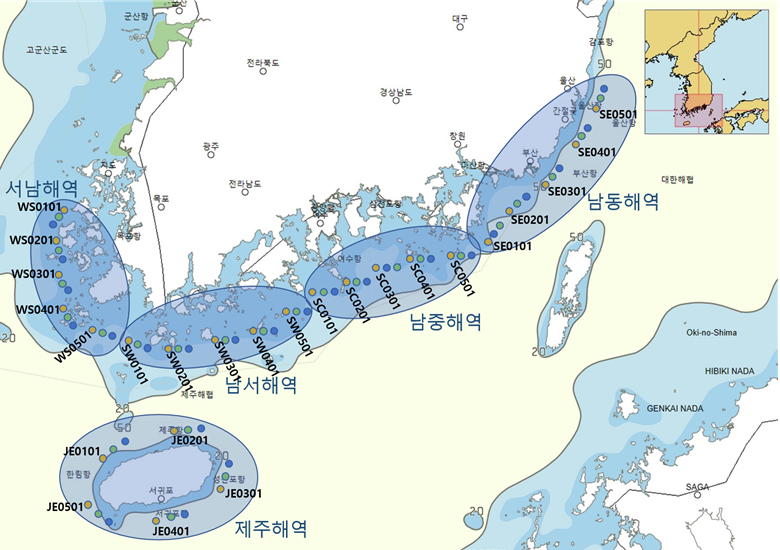 군산항
고군산군도
전라북도
대구
감포항
50
울산
경상남도
간절곶
울산항
SE0501
광주
창원
마산항
부산
SE0401
지도
부산항
대한해협
서남해역
전라남도
SE0301
남동해역
WS0101
목포
SE0201
WS0201
목포항
여수항
SE0101
50
WS0301
SC0501
SC0401
SC0301
WS0401
SC0201
SC0101
남중해역
20
WS0501
SW0501
SW0101
SW0401
SW0301
SW0201
20
Oki-no-Shima
남서해역
제주해협
HIBIKI NADA
20
50
GENKAI NADA
제주항
JE0201
JE0101
20
한림항
성산포항
서귀포
JE0301
SAGA
JE0501
서귀포항
JE0401
제주해역
20